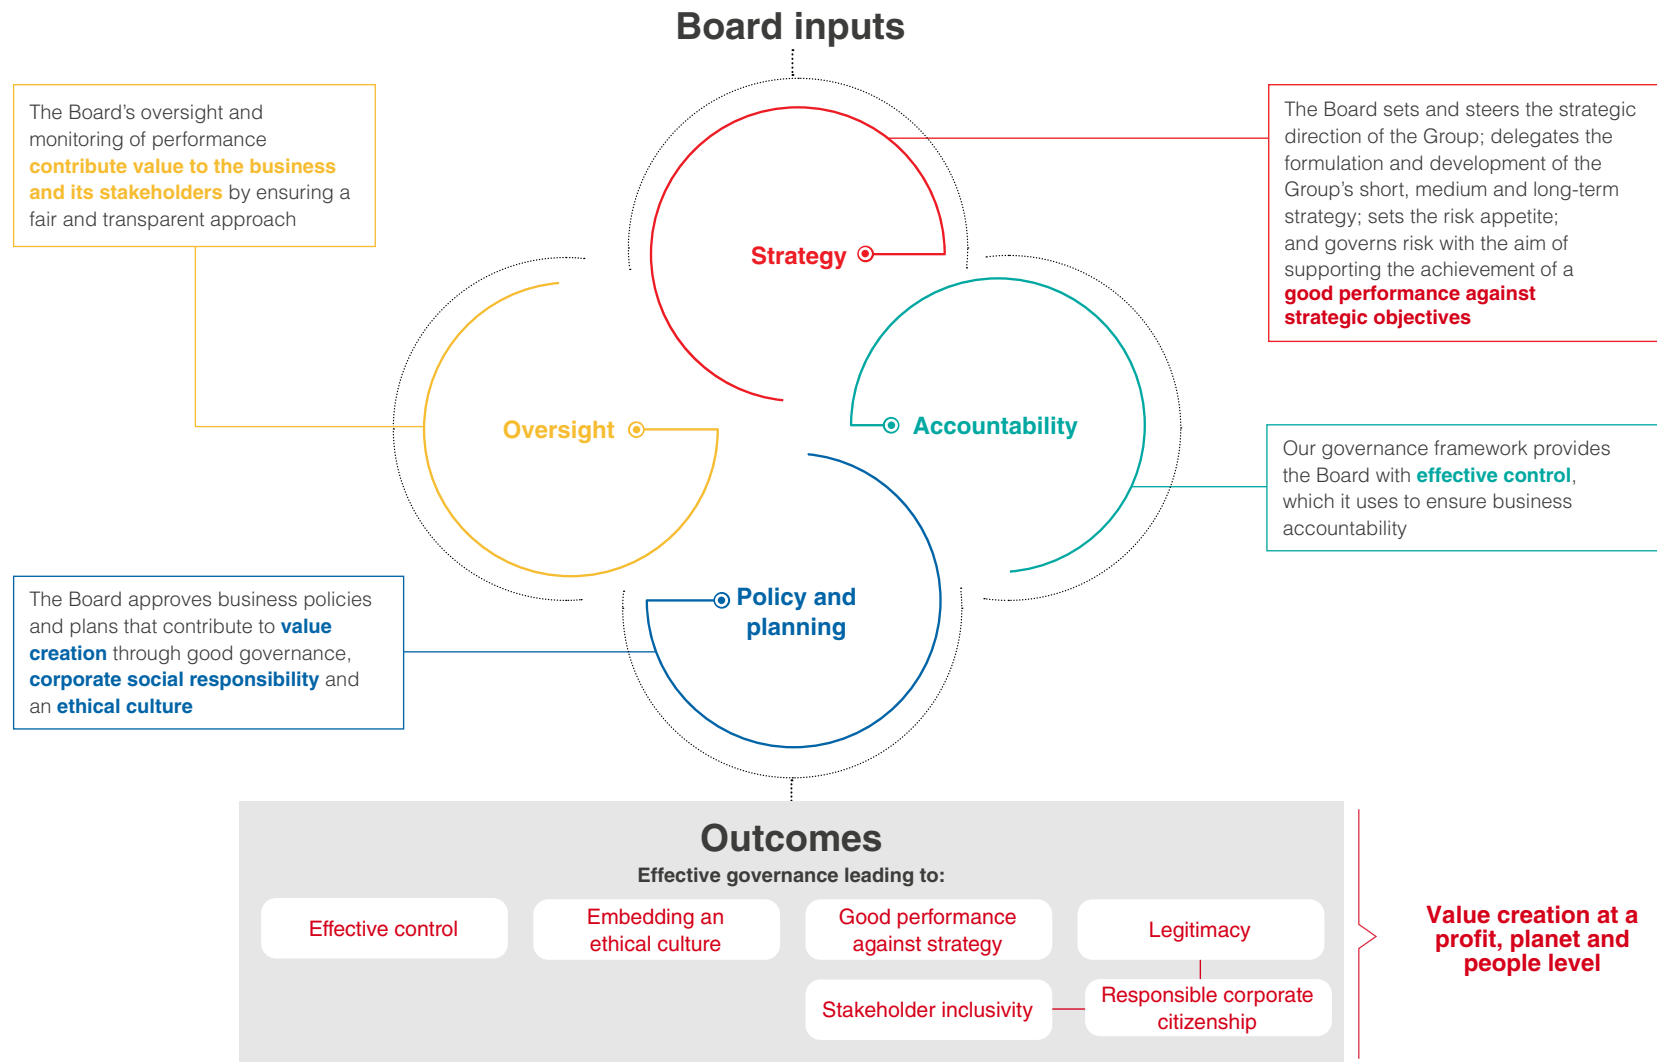 Board inputs
The Board’s oversight and
monitoring of performance
contribute value to the business
and its stakeholders by ensuring a
fair and transparent approach
The Board sets and steers the strategic
direction of the Group; delegates the
formulation and development of the
Group’s short, medium and long-term
strategy; sets the risk appetite;
and governs risk with the aim of
supporting the achievement of a
good performance against
strategic objectives
Strategy
Oversight
Accountability
Our governance framework provides
the Board with effective control,
which it uses to ensure business
accountability
The Board approves business policies
and plans that contribute to value
creation through good governance,
corporate social responsibility and
an ethical culture
Policy and
planning
Outcomes
Effective governance leading to:
Effective control
Embedding an
ethical culture
Good performance
against strategy
Legitimacy
Stakeholder inclusivity
Responsible corporate
citizenship
Value creation at a
profit, planet and
people level